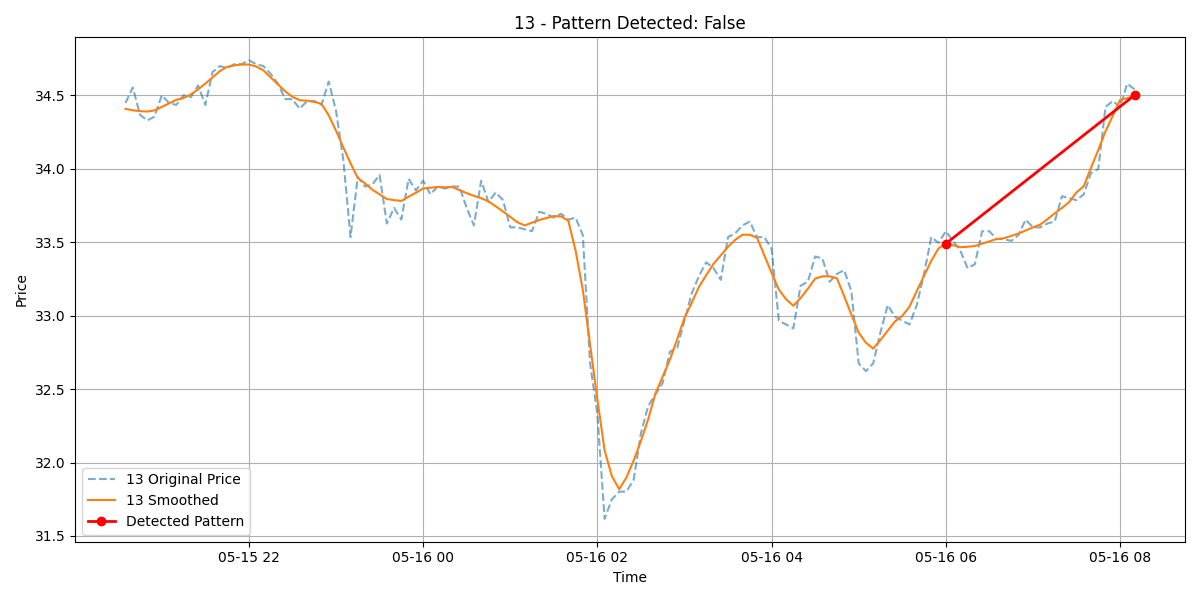 13 - Pattern Detected: False
Price
34.5
34.0
33.5
33.0
32.5
32.0
31.5
13 Original Price
13 Smoothed
Detected Pattern
05-15 22
05-16 00
05-16 02
05-16 04
05-16 06
05-16 08
Time